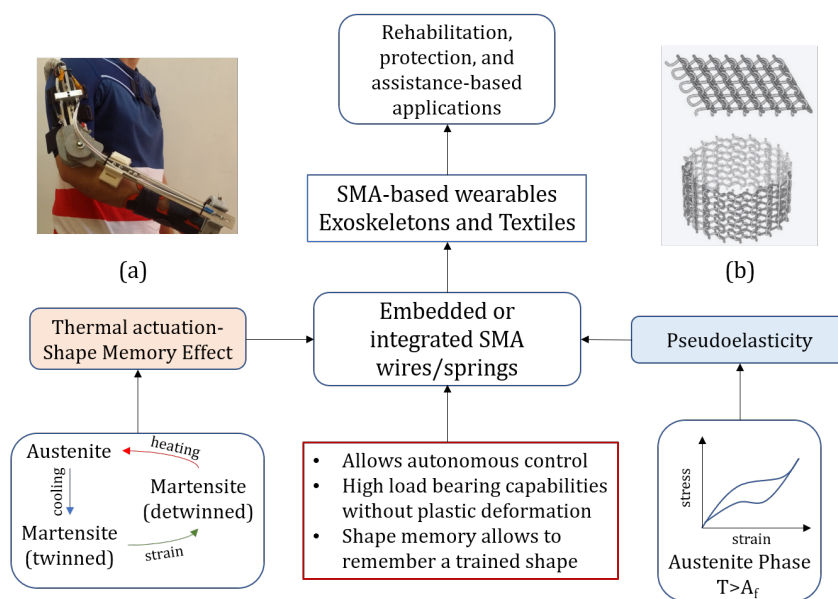 Rehabilitation,
protection, and
assistance-based
applications
SMA-based wearables
Exoskeletons and Textiles
(a)
(b)
Thermal actuation-
Shape Memory Effect
Embedded or
integrated SMA
wires/springs
Pseudoelasticity
Austenite
heating
cooling
Martensite
(detwinned)
Martensite
(twinned)
strain
• Allows autonomous control
• High load bearing capabilities
without plastic deformation
• Shape memory allows to
remember a trained shape
stress
strain
Austenite Phase
T>A_f